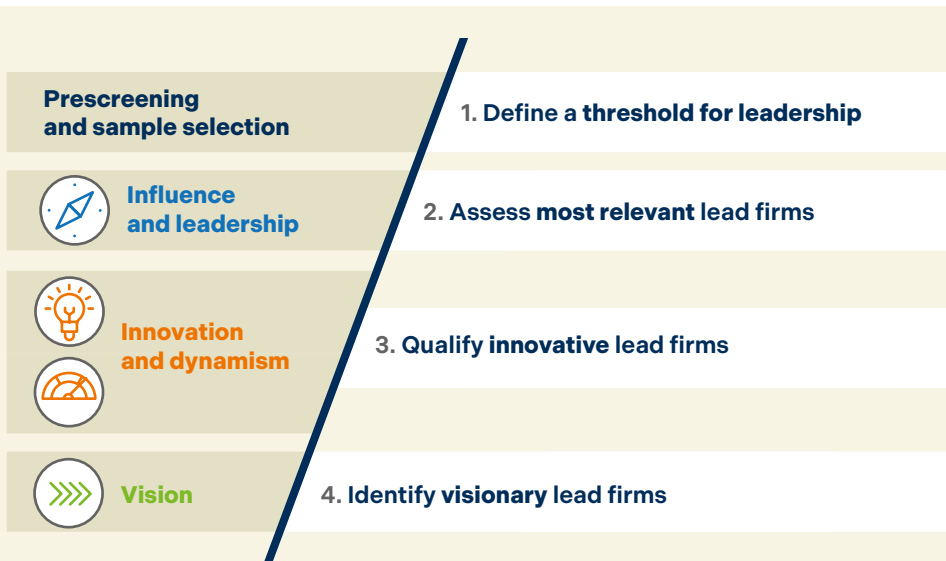 Prescreening
and sample selection
1. Define a threshold for leadership
Influence
and leadership
2. Assess most relevant lead firms
Innovation
and dynamism
3. Qualify innovative lead firms
Vision
4. Identify visionary lead firms